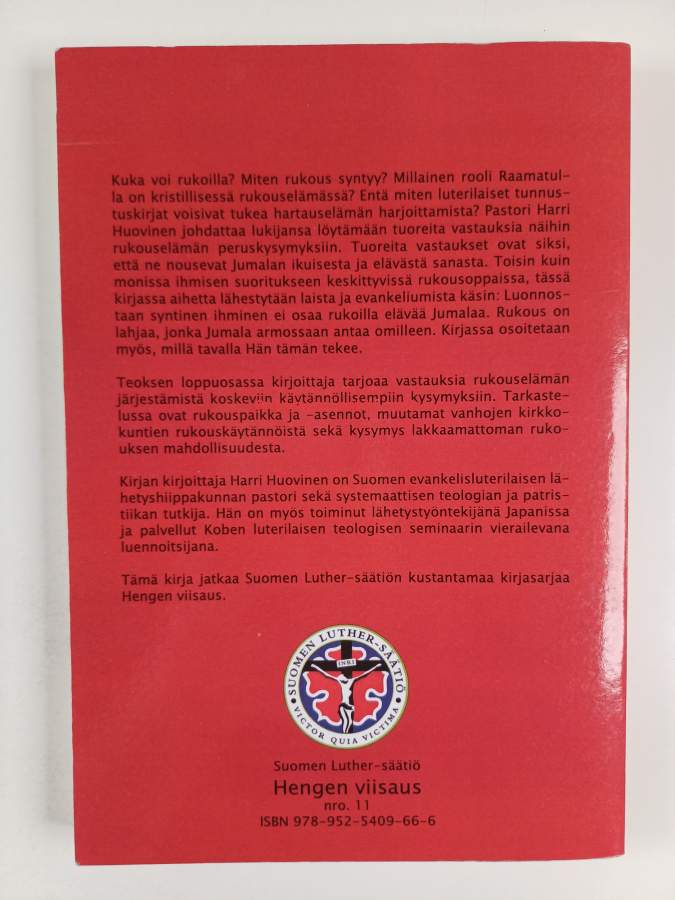 Kuka voi rukoilla? Miten rukous syntyy? Millainen rooli Raamatul-
la on kristillisessä rukouselämässä? Entä miten luterilaiset tunnus-
tuskirjat voisivat tukea hartauselämän harjoittamista? Pastori Harri
Huovinen johdattaa lukijansa löytämään tuoreita vastauksia näihin
rukouselämän peruskysymyksiin. Tuoreita vastaukset ovat siksi,
että ne nousevat Jumalan ikuisesta ja elävästä sanasta. Toisin kuin
monissa ihmisen suoritukseen keskittyvissä rukousoppaissa, tässä
kirjassa aihetta lähestytään laista ja evankeliumista käsin: Luonnos-
taan syntinen ihminen ei osaa rukoilla elävää Jumalaa. Rukous on
lahjaa, jonka Jumala armossaan antaa omilleen. Kirjassa osoitetaan
myös, millä tavalla Hän tämän tekee.
Teoksen loppuosassa kirjoittaja tarjoaa vastauksia rukouselämän
järjestämistä koskeviin käytännöllisempiin kysymyksiin. Tarkaste-
lussa ovat rukouspaikka ja -asennot, muutamat vanhojen kirkko-
kuntien rukouskäytännöistä sekä kysymys lakkaamattoman ruko-
uksen mahdollisuudesta.
Kirjan kirjoittaja Harri Huovinen on Suomen evankelisluterilaisen lä-
hetyshiippakunnan pastori sekä systemaattisen teologian ja patris-
tiikan tutkija. Hän on myös toiminut lähetystyöntekijänä Japanissa
ja palvellut Koben luterilaisen teologisen seminaarin vierailevana
luennoitsijana.
Tämä kirja jatkaa Suomen Luther-säätiön kustantamaa kirjasarjaa
Hengen viisaus.
SUOMEN LUTHER-SÄÄTIÖ
INRI
VICTOR QUIA VICTIMA
Suomen Luther-säätiö
Hengen viisaus
nro. 11
ISBN 978-952-5409-66-6